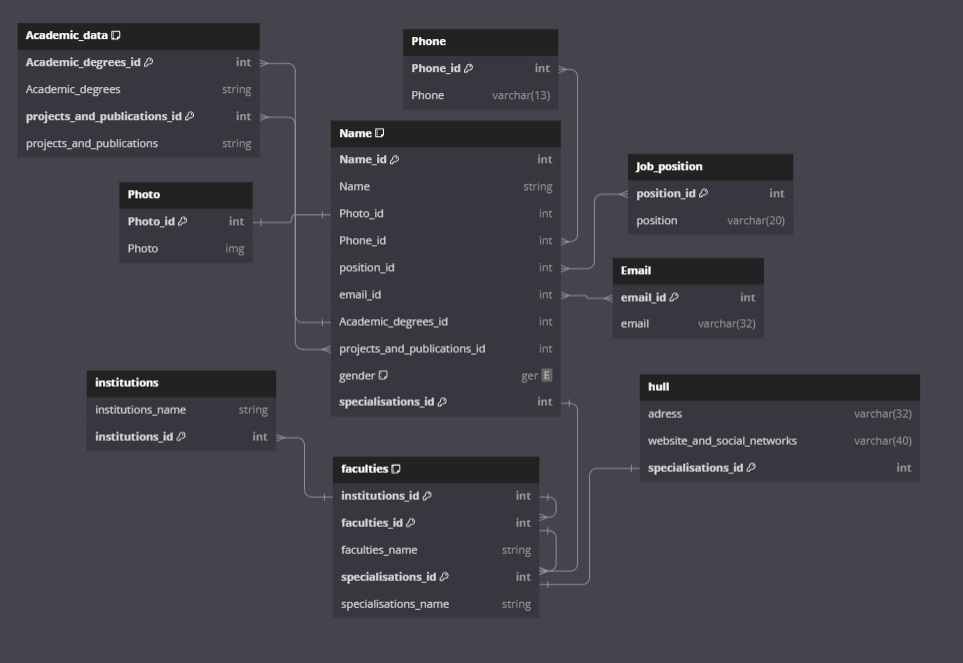 Academic_data
Academic_degrees_id int
Academic_degrees string
projects_and_publications_id int
projects_and_publications string
Phone
Phone_id int
Phone varchar(13)
Name
Name_id int
Name string
Photo_id int
Phone_id int
position_id int
email_id int
Academic_degrees_id int
projects_and_publications_id int
gender ger E
specialisations_id int
Photo
Photo_id int
Photo img
Job_position
position_id int
position varchar(20)
Email
email_id int
email varchar(32)
institutions
institutions_name string
institutions_id int
hull
adress varchar(32)
website_and_social_networks varchar(40)
specialisations_id int
faculties
institutions_id int
faculties_id int
faculties_name string
specialisations_id int
specialisations_name string